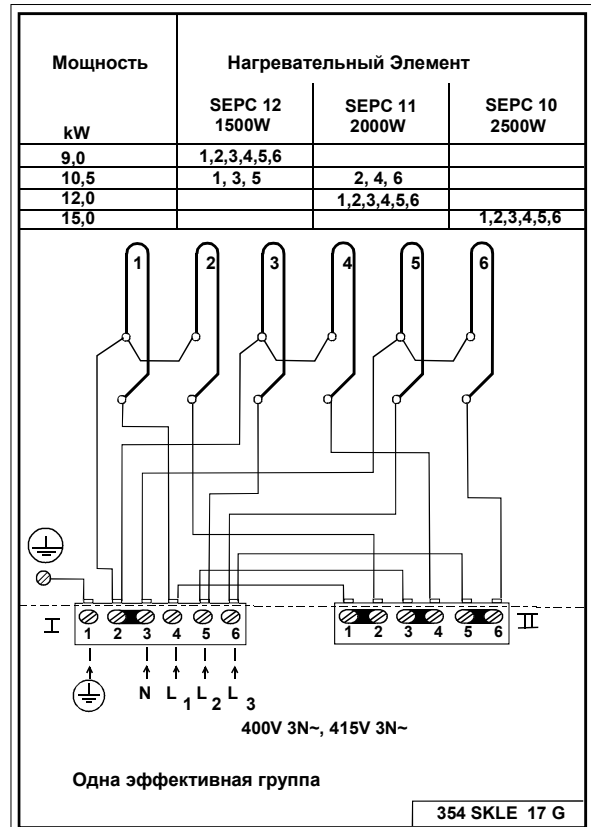 Мощность Нагревательный Элемент
kW SEPC 12 SEPC 11 SEPC 10
1500W 2000W 2500W
9,0 1,2,3,4,5,6
10,5 1, 3, 5 2, 4, 6
12,0 1,2,3,4,5,6
15,0 1,2,3,4,5,6
1 2 3 4 5 6
I 1 2 3 4 5 6 1 2 3 4 5 6 II
N L1 L2 L3
400V 3N~, 415V 3N~
Одна эффективная группа
354 SKLE 17 G